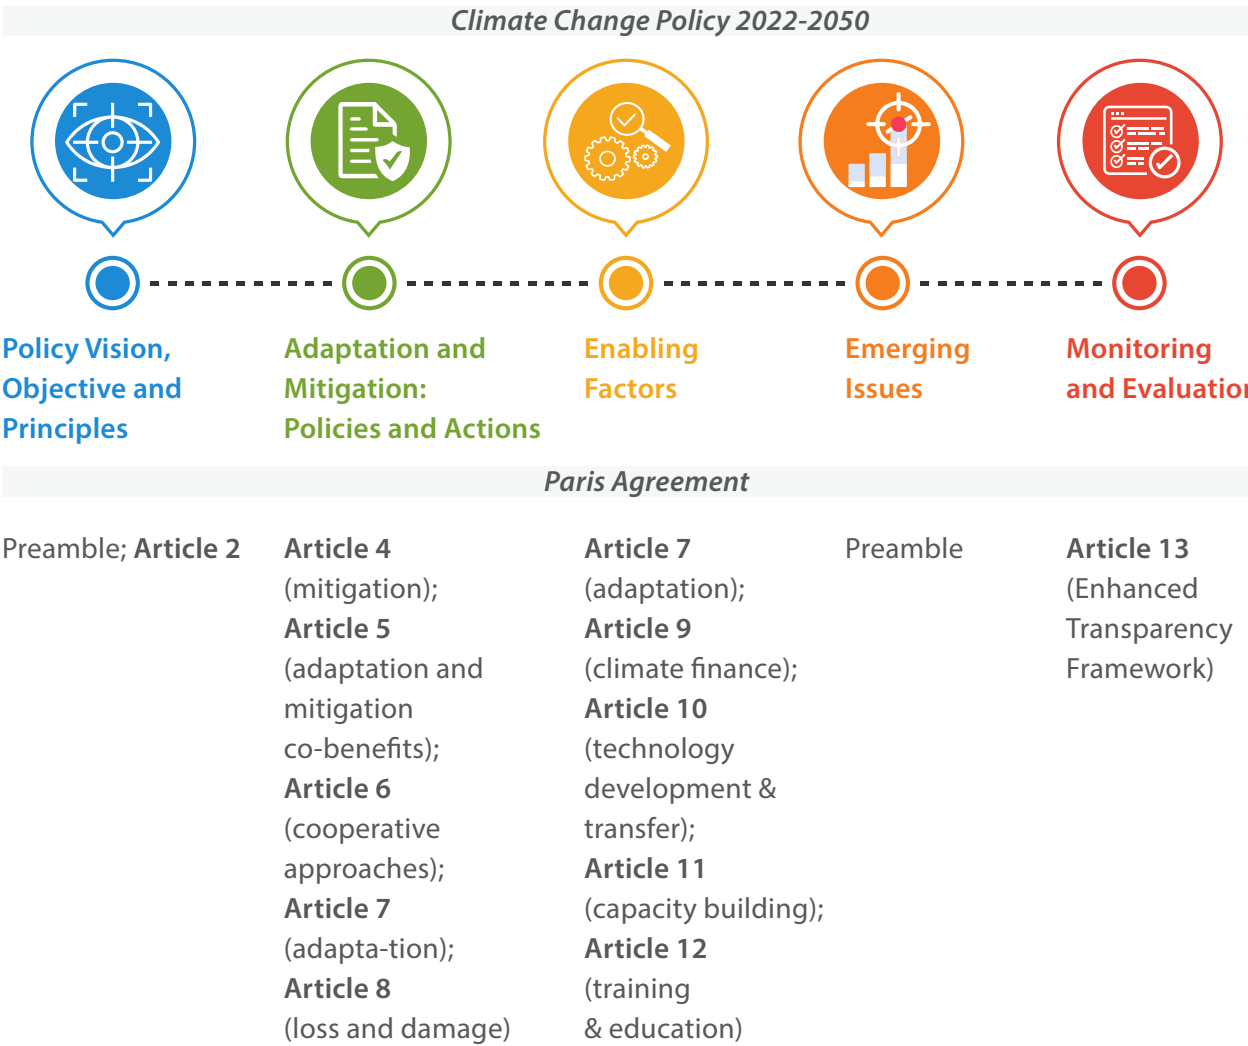 Climate Change Policy 2022-2050
Policy Vision,
Objective and
Principles
Adaptation and
Mitigation:
Policies and Actions
Enabling
Factors
Emerging
Issues
Monitoring
and Evaluation
Paris Agreement
Preamble; Article 2
Article 4
(mitigation);
Article 5
(adaptation and
mitigation
co-benefits);
Article 6
(cooperative
approaches);
Article 7
(adapta-tion);
Article 8
(loss and damage)
Article 7
(adaptation);
Article 9
(climate finance);
Article 10
(technology
development &
transfer);
Article 11
(capacity building);
Article 12
(training
& education)
Preamble
Article 13
(Enhanced
Transparency
Framework)